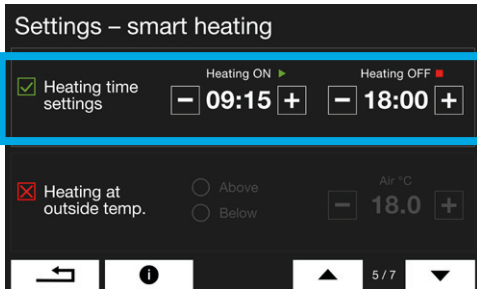 Settings – smart heating
Heating time
settings
Heating ON
09:15
Heating OFF
18:00
Heating at
outside temp.
Above
Below
Air °C
18.0
5/7